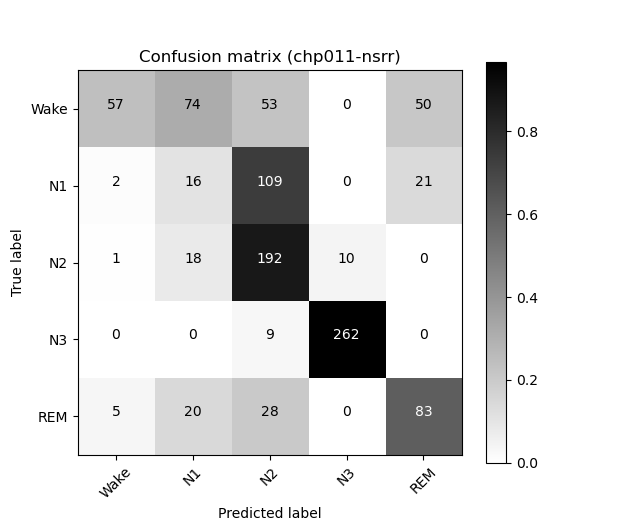 Confusion matrix (chp011-nsrr)
Wake 57 74 53 0 50
N1 2 16 109 0 21
N2 1 18 192 10 0
N3 0 0 9 262 0
REM 5 20 28 0 83
Wake N1 N2 N3 REM
Predicted label
True label
0.8
0.6
0.4
0.2
0.0